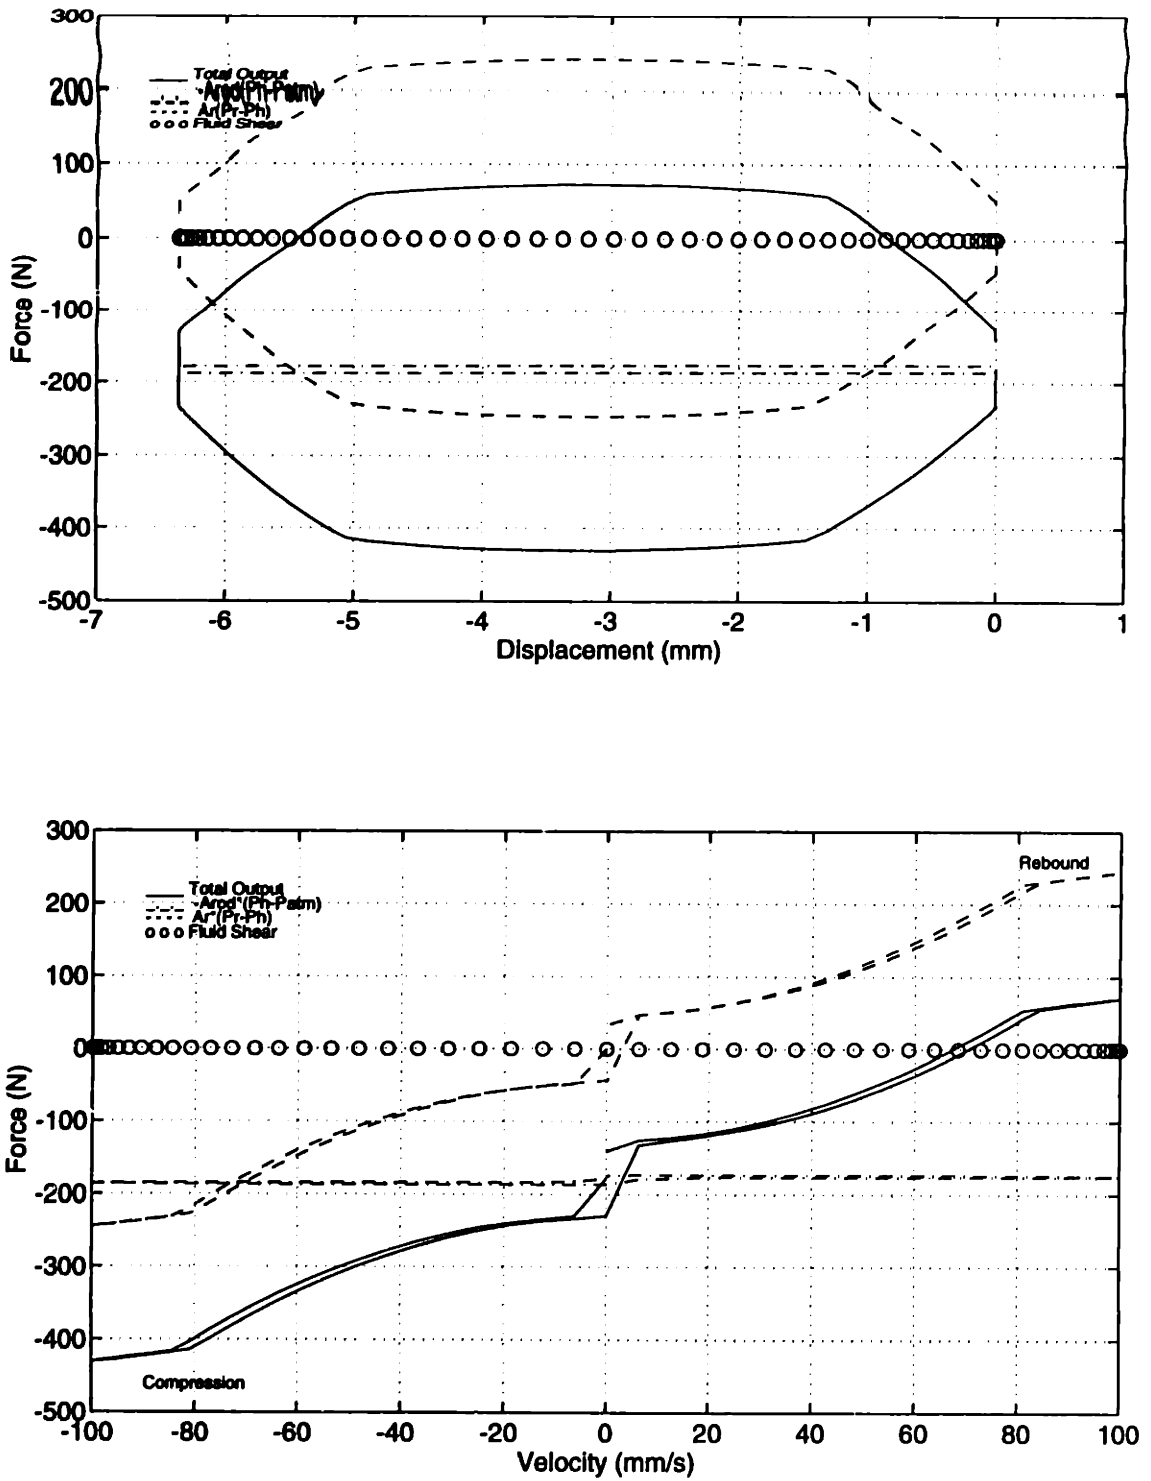 300
200
100
0
-100
-200
-300
-400
-500
Force (N)
Total Output
-Arod(Ph-Patm)
Ar(Pr-Ph)
Fluid Shear
-7 -6 -5 -4 -3 -2 -1 0 1
Displacement (mm)
300
200
100
0
-100
-200
-300
-400
-500
Force (N)
Total Output
-Arod*(Ph-Patm)
Ar*(Pr-Ph)
Fluid Shear
Rebound
Compression
-100 -80 -60 -40 -20 0 20 40 60 80 100
Velocity (mm/s)